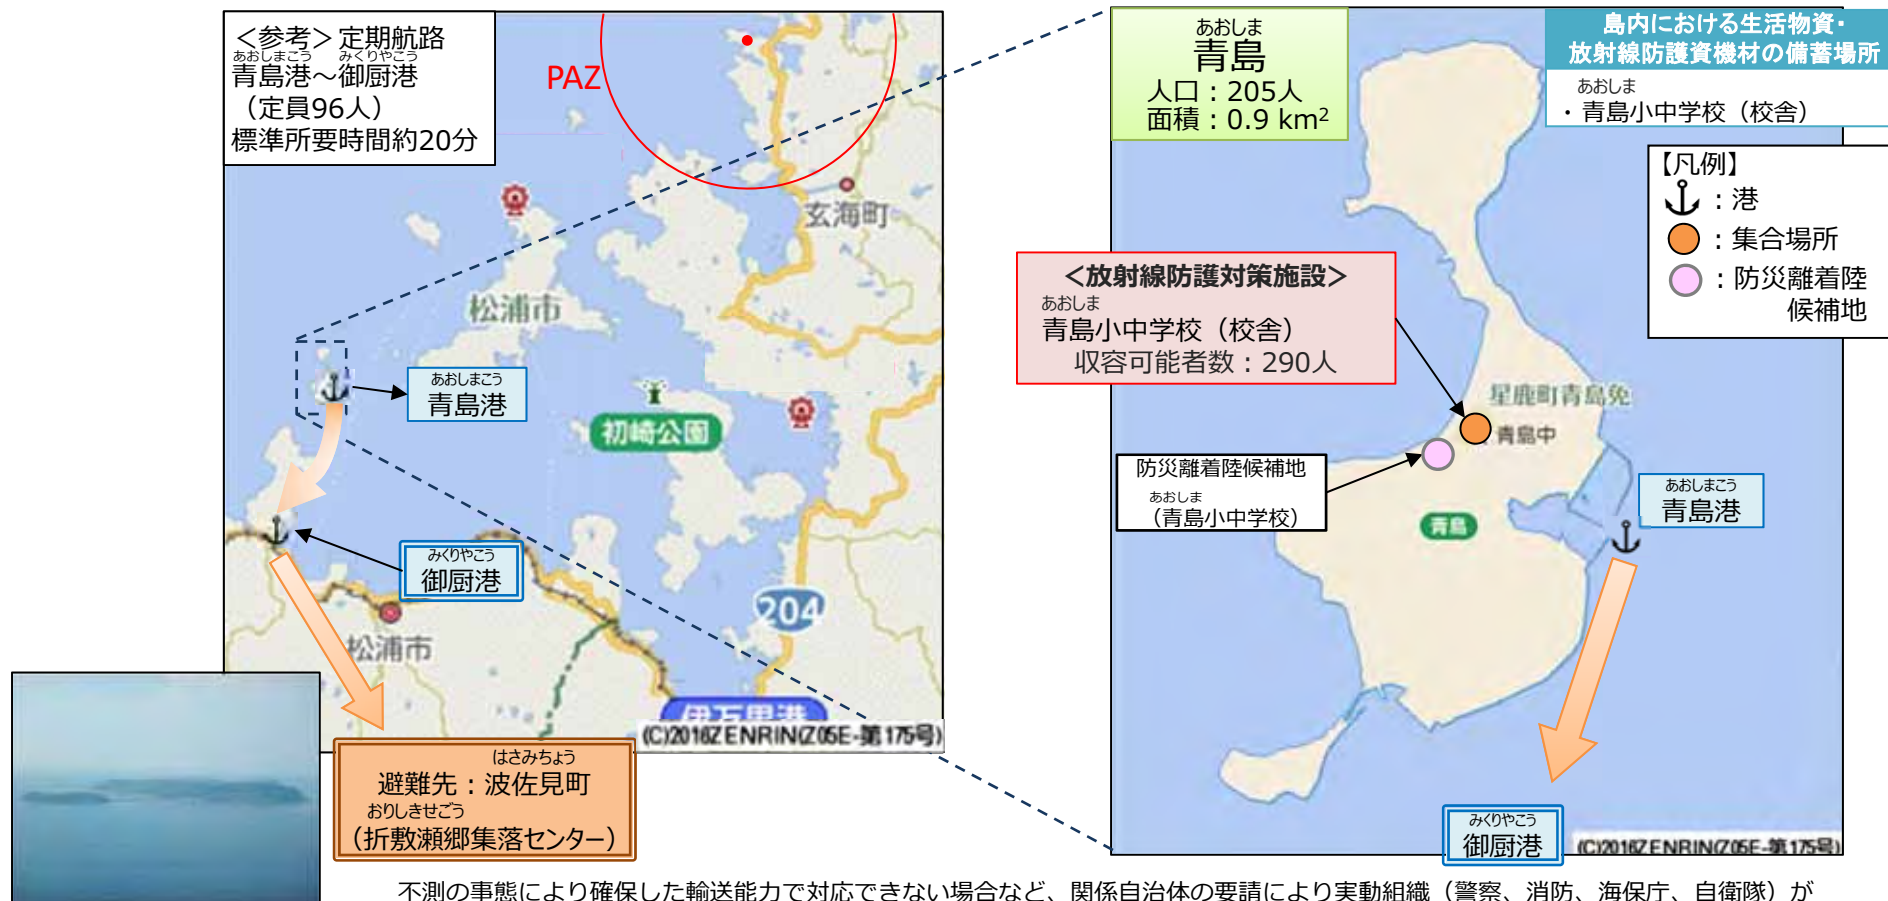 <参考>定期航路
あおしまこう みくりやこう
青島港～御厨港
（定員96人）
標準所要時間約20分
PAZ
玄海町
松浦市
あおしまこう
青島港
初崎公園
みくりやこう
御厨港
204
松浦市
伊万里港
(C)2016ZENRIN(Z05E-第175号)
はさみちょう
避難先：波佐見町
おりしきせごう
（折敷瀬郷集落センター）
あおしま
青島
人口：205人
面積：0.9 km²
島内における生活物資・
放射線防護資機材の備蓄場所
あおしま
・青島小中学校（校舎）
【凡例】
：港
：集合場所
：防災離着陸
候補地
<放射線防護対策施設>
あおしま
青島小中学校（校舎）
収容可能者数：290人
星鹿町青島免
青島中
防災離着陸候補地
あおしま
（青島小中学校）
青島
あおしまこう
青島港
みくりやこう
御厨港
(C)2016ZENRIN(Z05E-第175号)
不測の事態により確保した輸送能力で対応できない場合など、関係自治体の要請により実動組織（警察、消防、海保庁、自衛隊）が